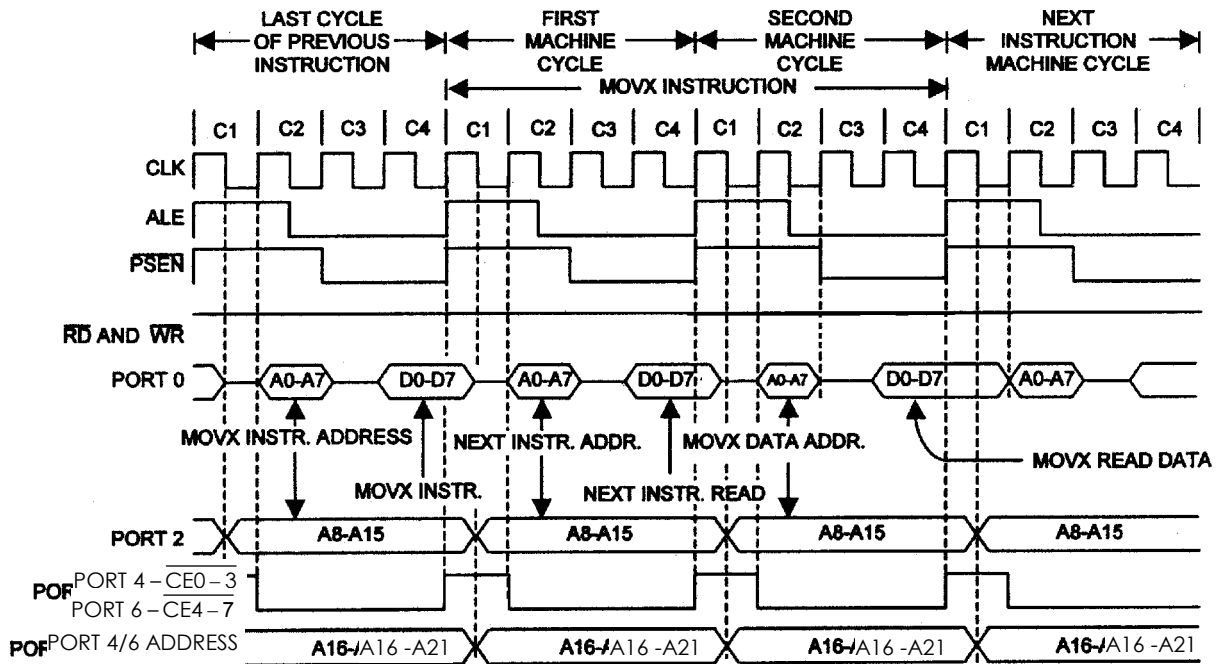 LAST CYCLE OF PREVIOUS INSTRUCTION
FIRST MACHINE CYCLE
SECOND MACHINE CYCLE
NEXT INSTRUCTION MACHINE CYCLE
MOVX INSTRUCTION
C1 C2 C3 C4 C1 C2 C3 C4 C1 C2 C3 C4 C1 C2 C3 C4
CLK
ALE
PSEN
RD AND WR
PORT 0 A0-A7 D0-D7 A0-A7 D0-D7 A0-A7 D0-D7 A0-A7
MOVX INSTR. ADDRESS NEXT INSTR. ADDR. MOVX DATA ADDR.
MOVX READ DATA
MOVX INSTR. NEXT INSTR. READ
PORT 2 A8-A15 A8-A15 A8-A15 A8-A15
PORT 4 – CE0 – 3
PORT 6 – CE4 – 7
PORT 4/6 ADDRESS A16 -A21 A16 -A21 A16 -A21 A16 -A21